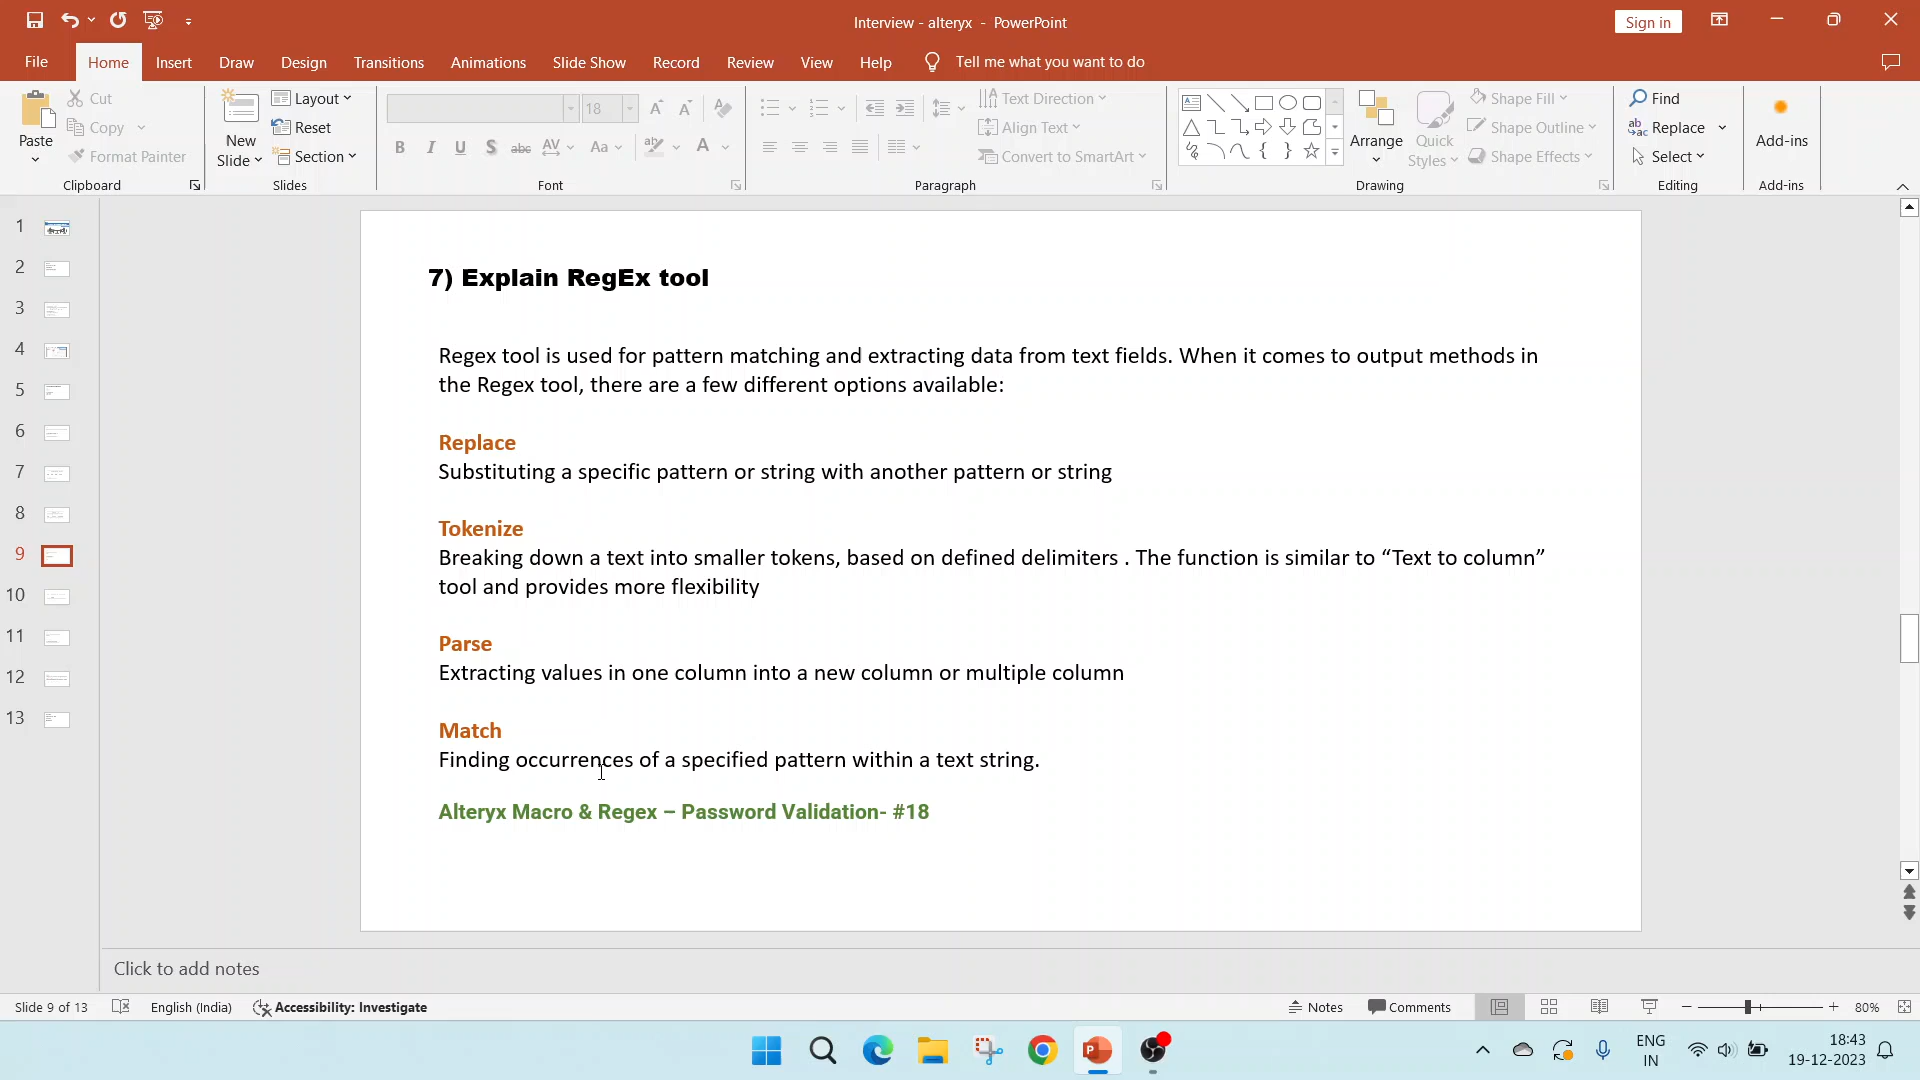 Interview - alteryx - PowerPoint
Sign in
File Home Insert Draw Design Transitions Animations Slide Show Record Review View Help Tell me what you want to do
Paste
Cut
Copy
Format Painter
Clipboard
New Slide
Layout
Reset
Section
Slides
18
Font
Text Direction
Align Text
Convert to SmartArt
Paragraph
Arrange
Quick Styles
Shape Fill
Shape Outline
Shape Effects
Drawing
Find
Replace
Select
Editing
Add-ins
Add-ins
1
2
3
4
5
6
7
8
9
10
11
12
13
7) Explain RegEx tool
Regex tool is used for pattern matching and extracting data from text fields. When it comes to output methods in
the Regex tool, there are a few different options available:
Replace
Substituting a specific pattern or string with another pattern or string
Tokenize
Breaking down a text into smaller tokens, based on defined delimiters . The function is similar to “Text to column”
tool and provides more flexibility
Parse
Extracting values in one column into a new column or multiple column
Match
Finding occurrences of a specified pattern within a text string.
Alteryx Macro & Regex – Password Validation- #18
Click to add notes
Slide 9 of 13 English (India) Accessibility: Investigate Notes Comments 80%
ENG
IN
18:43
19-12-2023